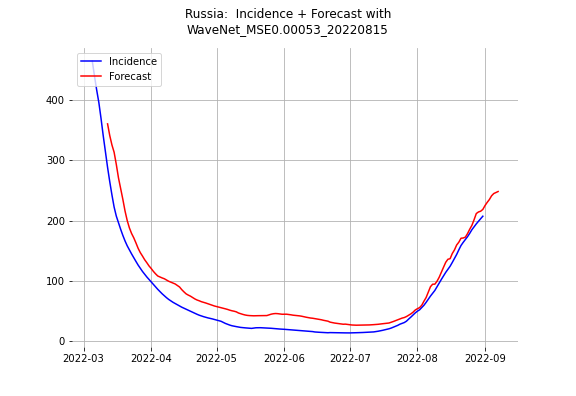 Russia:  Incidence + Forecast with
WaveNet_MSE0.00053_20220815
Incidence
Forecast
400
300
200
100
0
2022-03 2022-04 2022-05 2022-06 2022-07 2022-08 2022-09